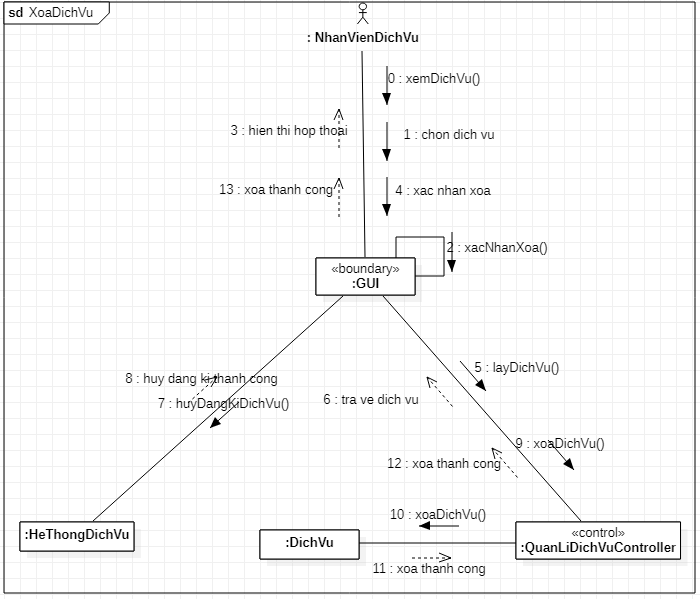 sd XoaDichVu
: NhanVienDichVu
0 : xemDichVu()
3 : hien thi hop thoai
1 : chon dich vu
13 : xoa thanh cong
4 : xac nhan xoa
2 : xacNhanXoa()
«boundary»
:GUI
5 : layDichVu()
8 : huy dang ki thanh cong
7 : huyDangKiDichVu()
6 : tra ve dich vu
9 : xoaDichVu()
12 : xoa thanh cong
10 : xoaDichVu()
:HeThongDichVu
:DichVu
«control»
:QuanLiDichVuController
11 : xoa thanh cong